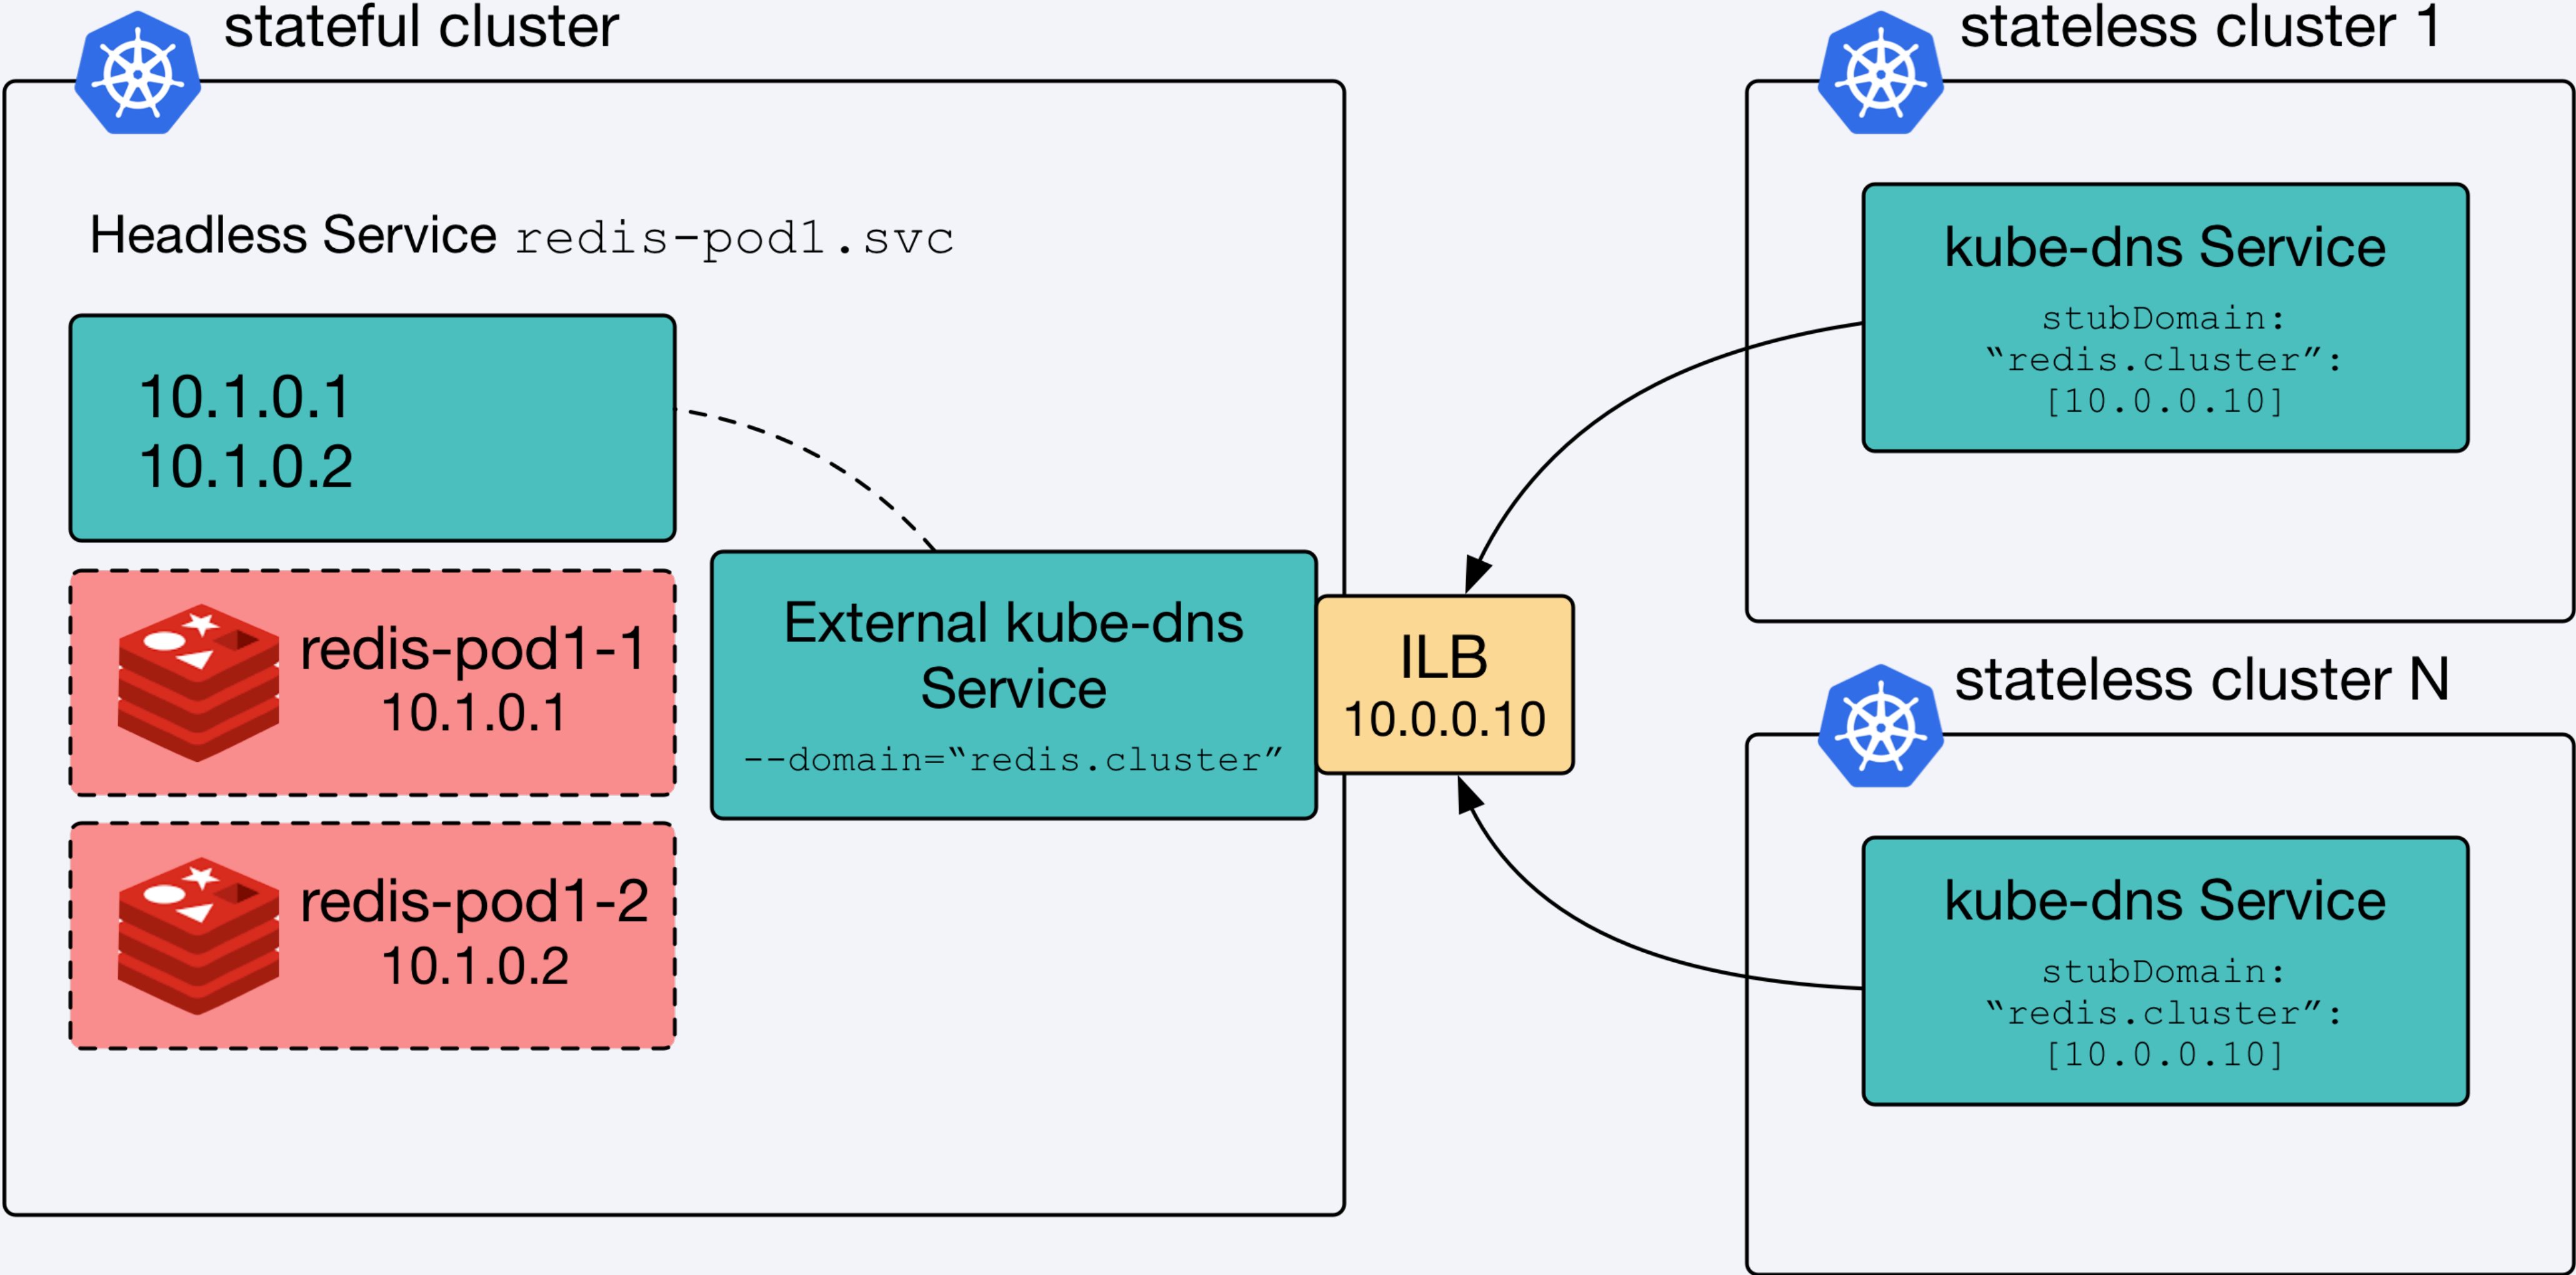 stateful cluster
Headless Service redis-pod1.svc
10.1.0.1
10.1.0.2
redis-pod1-1
10.1.0.1
redis-pod1-2
10.1.0.2
External kube-dns
Service
--domain=“redis.cluster”
ILB
10.0.0.10
stateless cluster 1
kube-dns Service
stubDomain:
“redis.cluster”:
[10.0.0.10]
stateless cluster N
kube-dns Service
stubDomain:
“redis.cluster”:
[10.0.0.10]